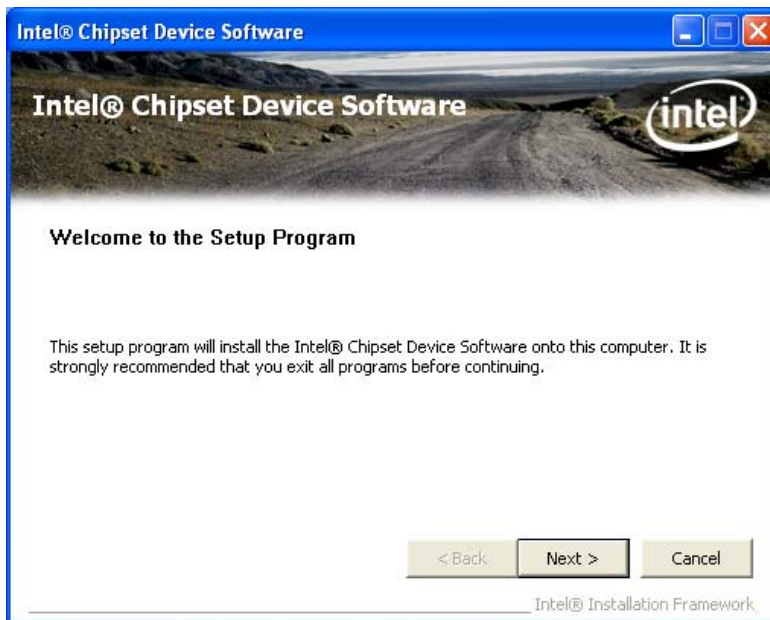 Intel® Chipset Device Software
Intel® Chipset Device Software
intel®
Welcome to the Setup Program
This setup program will install the Intel® Chipset Device Software onto this computer. It is
strongly recommended that you exit all programs before continuing.
< Back
Next >
Cancel
Intel® Installation Framework